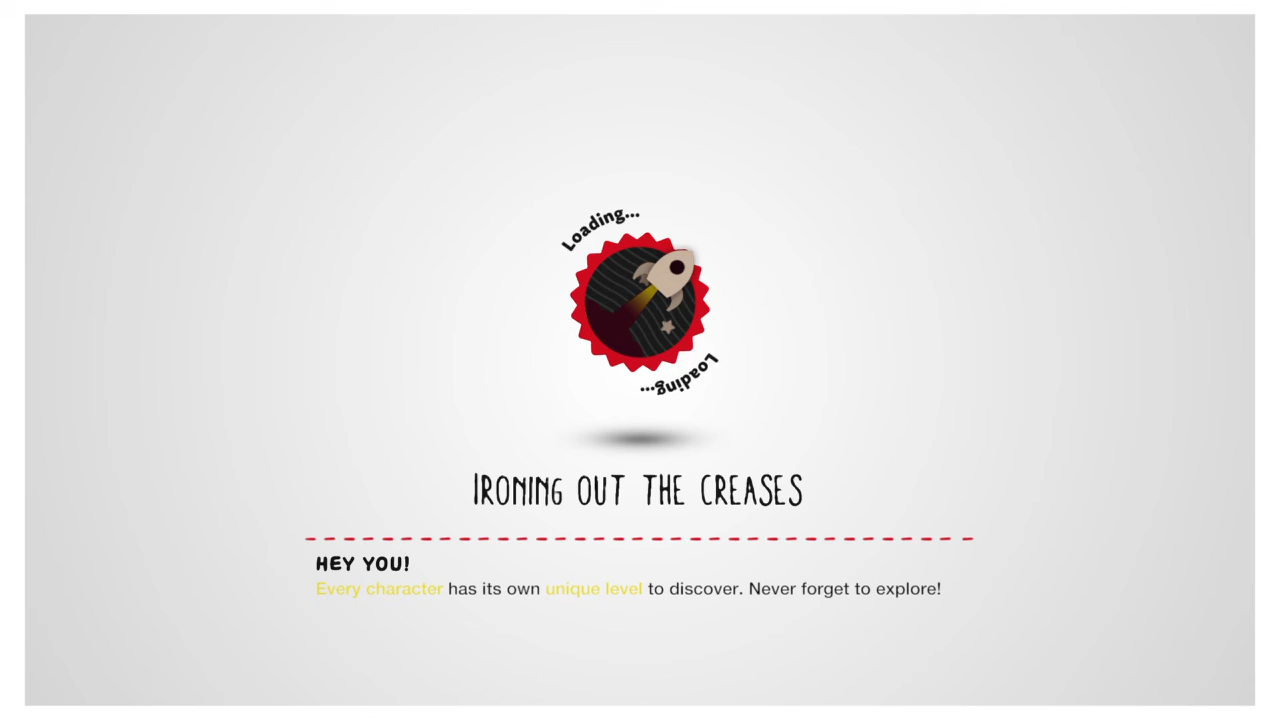 Loading...
Loading...
Ironing out the creases
HEY YOU!
Every character has its own unique level to discover. Never forget to explore!